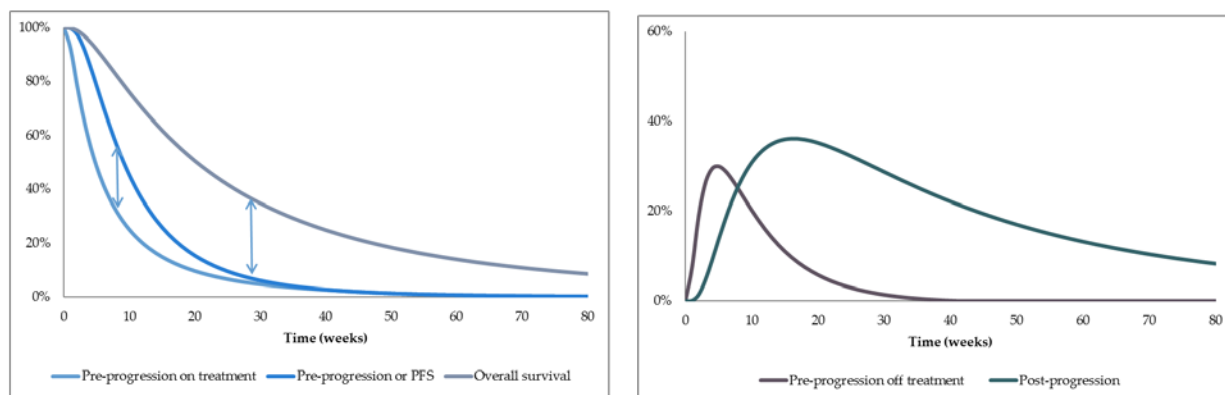 100%
80%
60%
40%
20%
0%
0 10 20 30 40 50 60 70 80
Time (weeks)
Pre-progression on treatment Pre-progression or PFS Overall survival
60%
40%
20%
0%
0 10 20 30 40 50 60 70 80
Time (weeks)
Pre-progression off treatment Post-progression